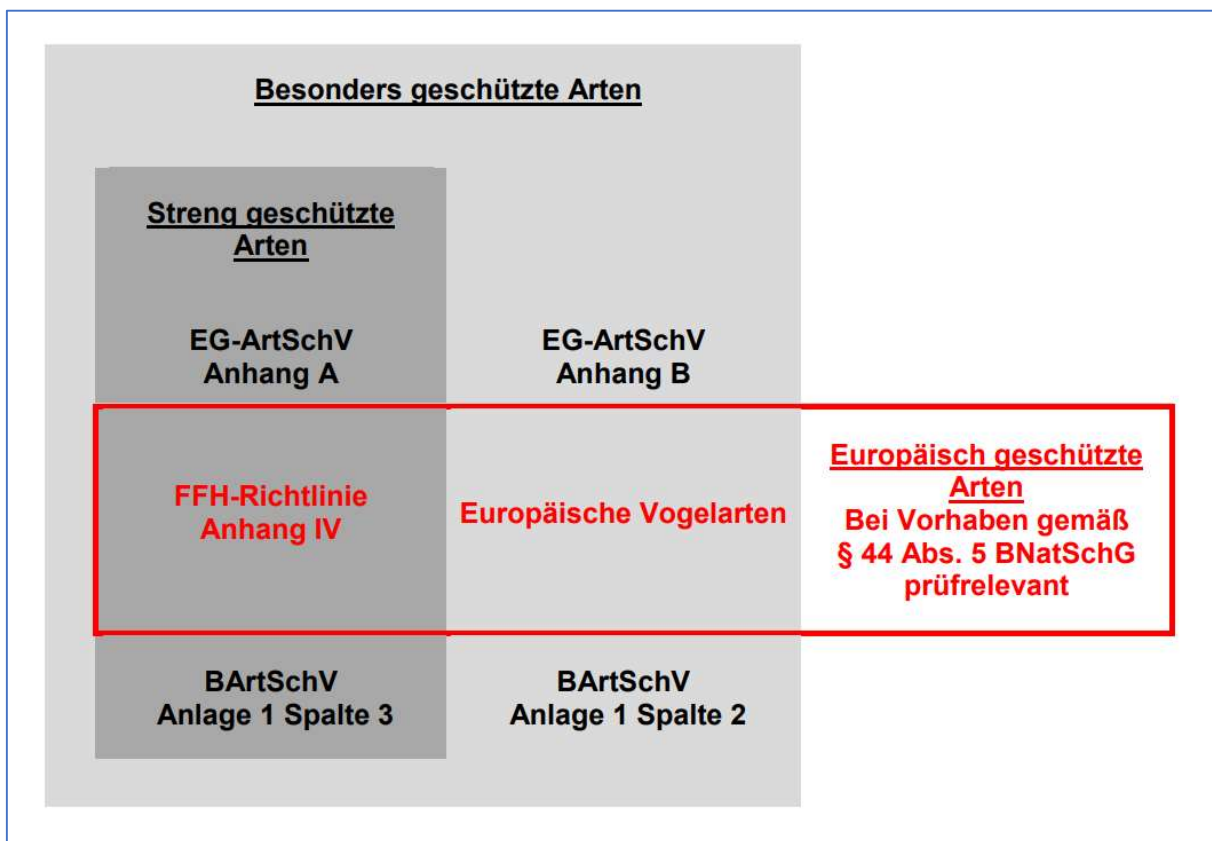 Besonders geschützte Arten
Streng geschützte
Arten
EG-ArtSchV
Anhang A
EG-ArtSchV
Anhang B
FFH-Richtlinie
Anhang IV
Europäische Vogelarten
Europäisch geschützte
Arten
Bei Vorhaben gemäß
§ 44 Abs. 5 BNatSchG
prüfrelevant
BArtSchV
Anlage 1 Spalte 3
BArtSchV
Anlage 1 Spalte 2